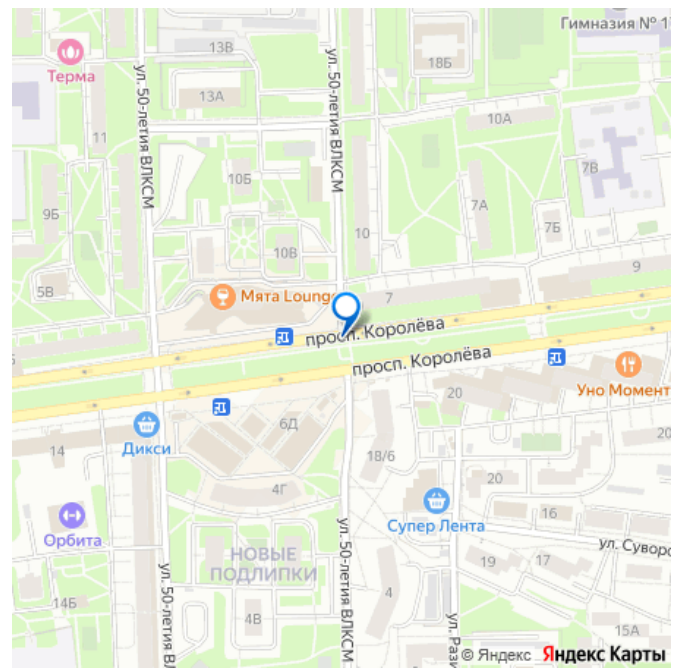 Гимназия № 1
13В
Терма
18Б
ул. 50-летия ВЛКСМ
ул. 50-летия ВЛКСМ
13А
11
10А
7В
10Б
9Б
7А
10
7Б
10В
5В
9
Мята Lounge
7
просп. Королёва
просп. Королёва
Уно Момент
20
6Д
Дикси
14
18/6
20
20
4Г
Супер Лента
16
Орбита
ул. 50-летия ВЛКСМ
ул. 50-летия ВЛКСМ
ул. Суворо
НОВЫЕ
ПОДЛИПКИ
19
17
4
14Б
4В
ул. Рази
15А
© Яндекс Яндекс Карты